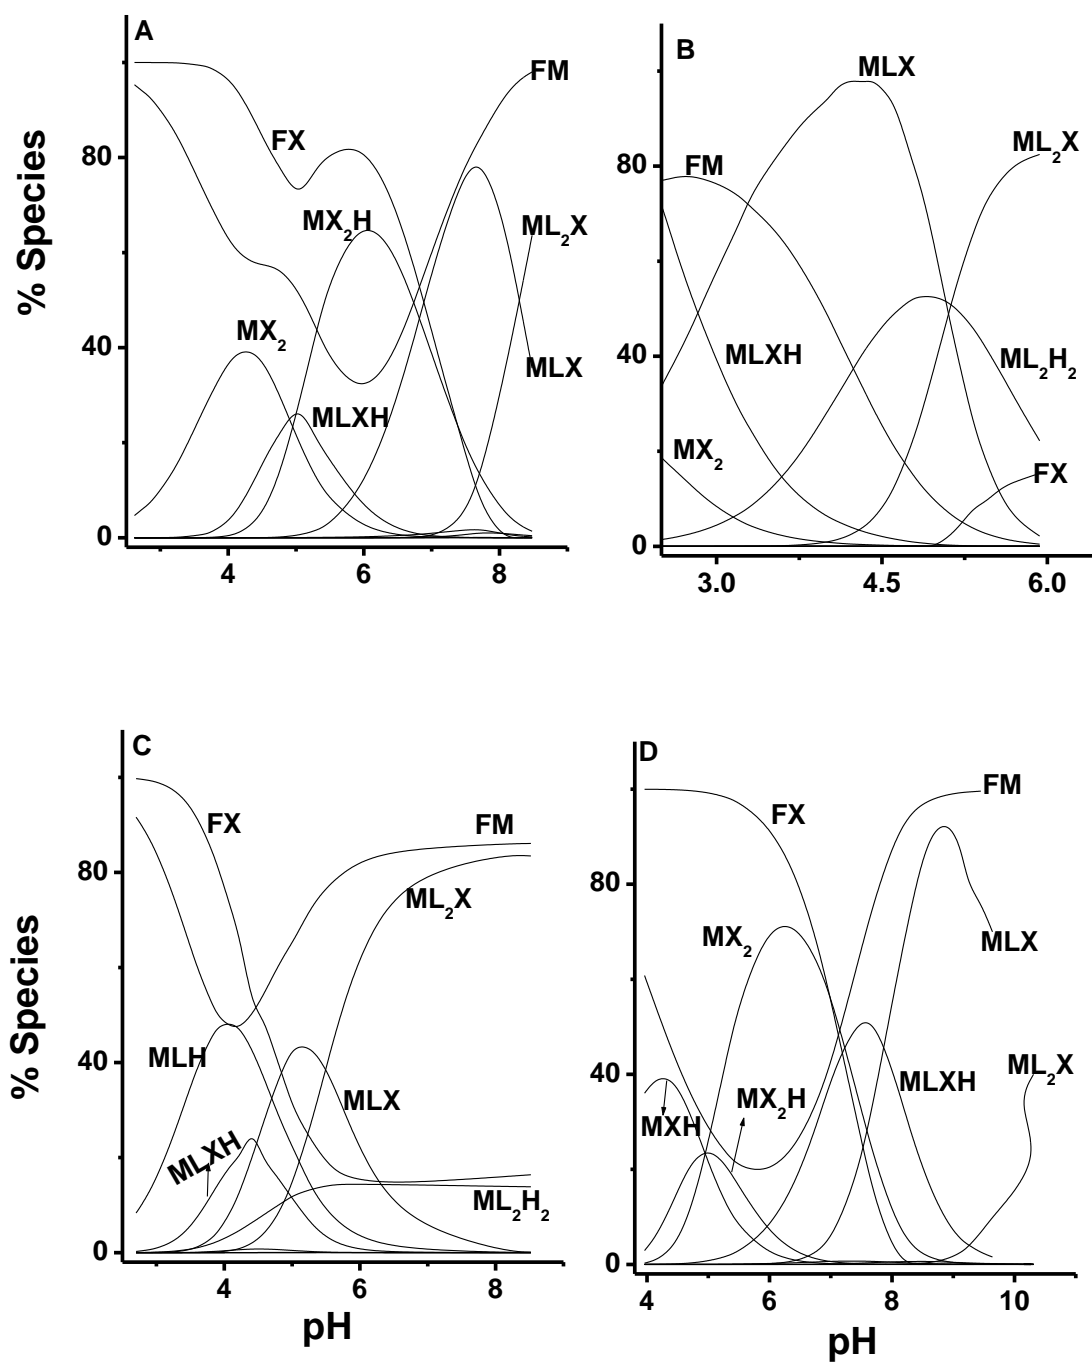 A
% Species
80
40
0
4
6
8
FX
FM
MX₂H
ML₂X
MX₂
MLXH
MLX
B
80
40
0
3.0
4.5
6.0
MLX
FM
ML₂X
MLXH
ML₂H₂
MX₂
FX
C
% Species
80
40
0
4
6
8
pH
FX
FM
ML₂X
MLH
MLX
MLXH
ML₂H₂
D
80
40
0
4
6
8
10
pH
FM
FX
MX₂
MLX
ML₂X
MLXH
MX₂H
MXH